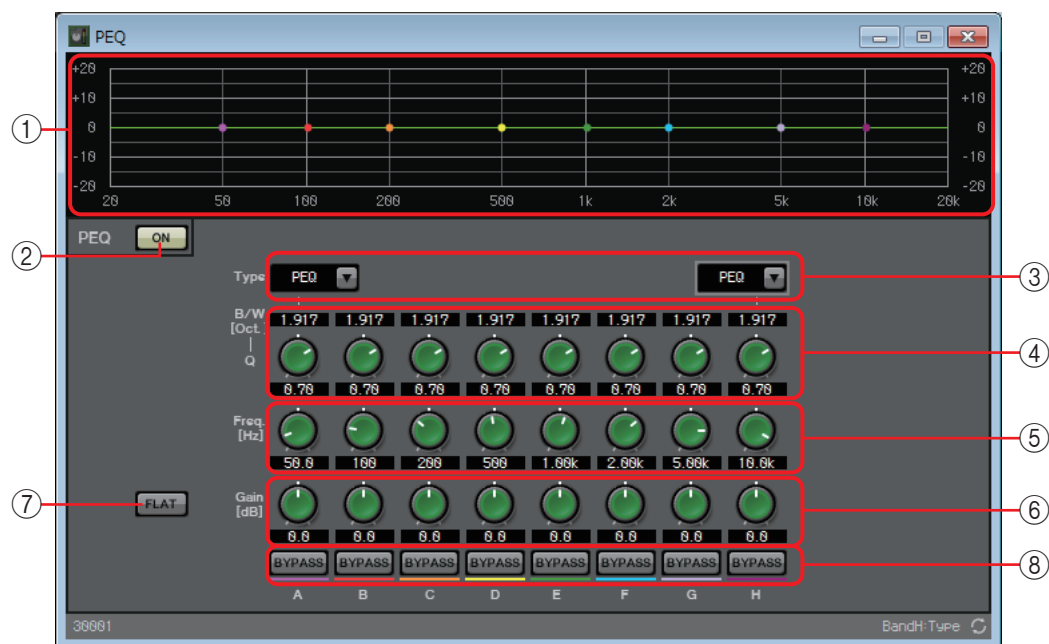 PEQ
+20 +20
+10 +10
① 0 0
-10 -10
-20 -20
20 50 100 200 500 1k 2k 5k 10k 20k
② PEQ ON
Type PEQ PEQ ③
B/W [Oct.] 1.917 1.917 1.917 1.917 1.917 1.917 1.917 1.917
④
Q
0.70 0.70 0.70 0.70 0.70 0.70 0.70 0.70
Freq. [Hz] ⑤
50.0 100 200 500 1.00k 2.00k 5.00k 10.0k
⑦ FLAT Gain [dB] ⑥
0.0 0.0 0.0 0.0 0.0 0.0 0.0 0.0
BYPASS BYPASS BYPASS BYPASS BYPASS BYPASS BYPASS BYPASS ⑧
A B C D E F G H
30001 BandH:Type